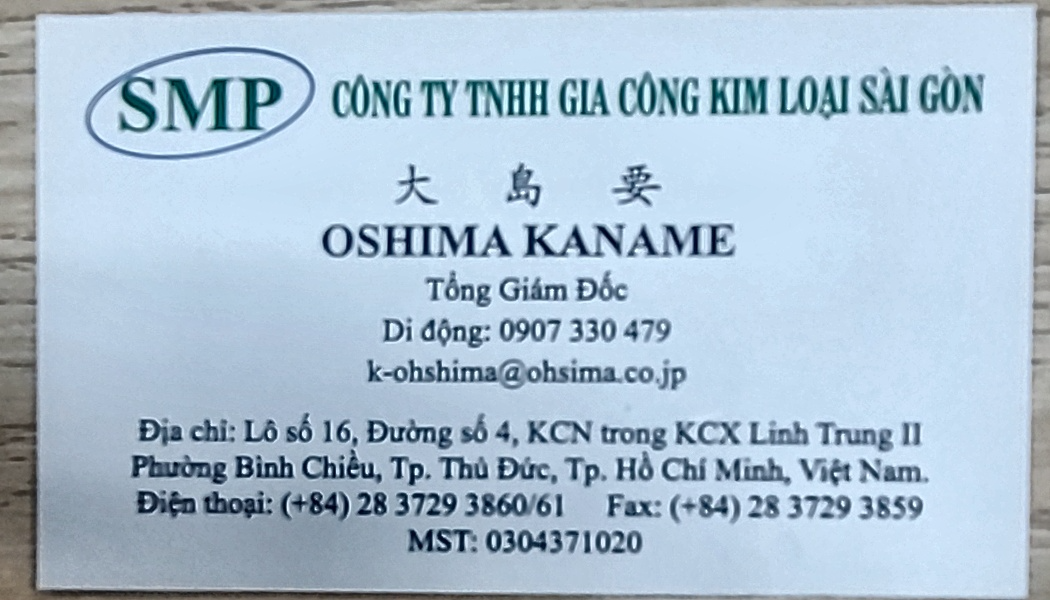 SMP CÔNG TY TNHH GIA CÔNG KIM LOẠI SÀI GÒN
大島要
OSHIMA KANAME
Tổng Giám Đốc
Di động: 0907 330 479
k-ohshima@ohsima.co.jp
Địa chỉ: Lô số 16, Đường số 4, KCN trong KCX Linh Trung II
Phường Bình Chiểu, Tp. Thủ Đức, Tp. Hồ Chí Minh, Việt Nam.
Điện thoại: (+84) 28 3729 3860/61 Fax: (+84) 28 3729 3859
MST: 0304371020